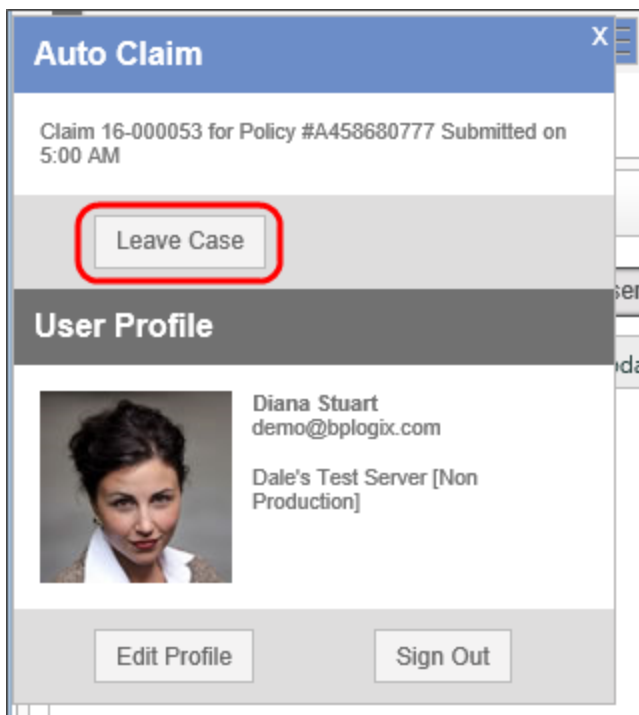 Auto Claim
X
Claim 16-000053 for Policy #A458680777 Submitted on
5:00 AM
Leave Case
User Profile
Diana Stuart
demo@bplogix.com
Dale's Test Server [Non
Production]
Edit Profile
Sign Out